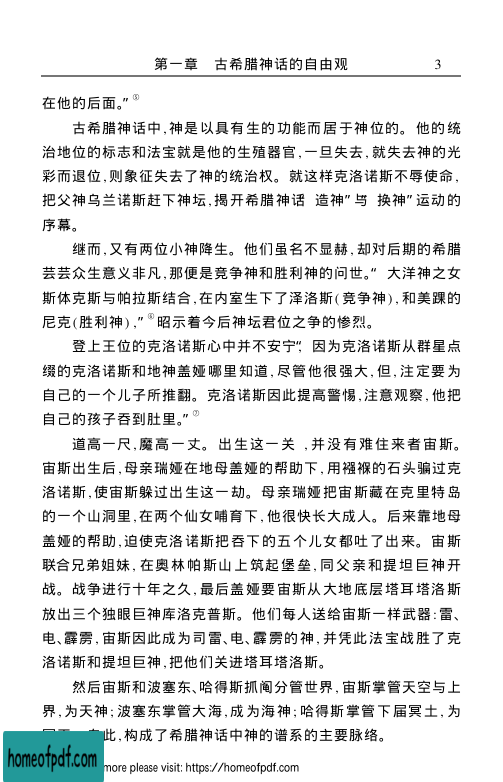 第一章 古希腊神话的自由观 3
在他的后面。”⑤
古希腊神话中,神是以具有生的功能而居于神位的。他的统
治地位的标志和法宝就是他的生殖器官,一旦失去,就失去神的光
彩而退位,则象征失去了神的统治权。就这样克洛诺斯不辱使命,
把父神乌兰诺斯赶下神坛,揭开希腊神话 造神”与 换神”运动的
序幕。
继而,又有两位小神降生。他们虽名不显赫,却对后期的希腊
芸芸众生意义非凡,那便是竞争神和胜利神的问世。“ 大洋神之女
斯体克斯与帕拉斯结合,在内室生下了泽洛斯(竞争神),和美踝的
尼克(胜利神),”⑥昭示着今后神坛君位之争的惨烈。
登上王位的克洛诺斯心中并不安宁“, 因为克洛诺斯从群星点
缀的克洛诺斯和地神盖娅哪里知道,尽管他很强大,但,注定要为
自己的一个儿子所推翻。克洛诺斯因此提高警惕,注意观察,他把
自己的孩子吞到肚里。”⑦
道高一尺,魔高一丈。出生这一关 ,并没有难住来者宙斯。
宙斯出生后,母亲瑞娅在地母盖娅的帮助下,用襁褓的石头骗过克
洛诺斯,使宙斯躲过出生这一劫。母亲瑞娅把宙斯藏在克里特岛
的一个山洞里,在两个仙女哺育下,他很快长大成人。后来靠地母
盖娅的帮助,迫使克洛诺斯把吞下的五个儿女都吐了出来。宙斯
联合兄弟姐妹,在奥林帕斯山上筑起堡垒,同父亲和提坦巨神开
战。战争进行十年之久,最后盖娅要宙斯从大地底层塔耳塔洛斯
放出三个独眼巨神库洛克普斯。他们每人送给宙斯一样武器:雷、
电、霹雳,宙斯因此成为司雷、电、霹雳的神,并凭此法宝战胜了克
洛诺斯和提坦巨神,把他们关进塔耳塔洛斯。
然后宙斯和波塞东、哈得斯抓阄分管世界,宙斯掌管天空与上
界,为天神;波塞东掌管大海,成为海神;哈得斯掌管下届冥土,为
此,构成了希腊神话中神的谱系的主要脉络。
homeofpdf.com
more please visit: https://homeofpdf.com